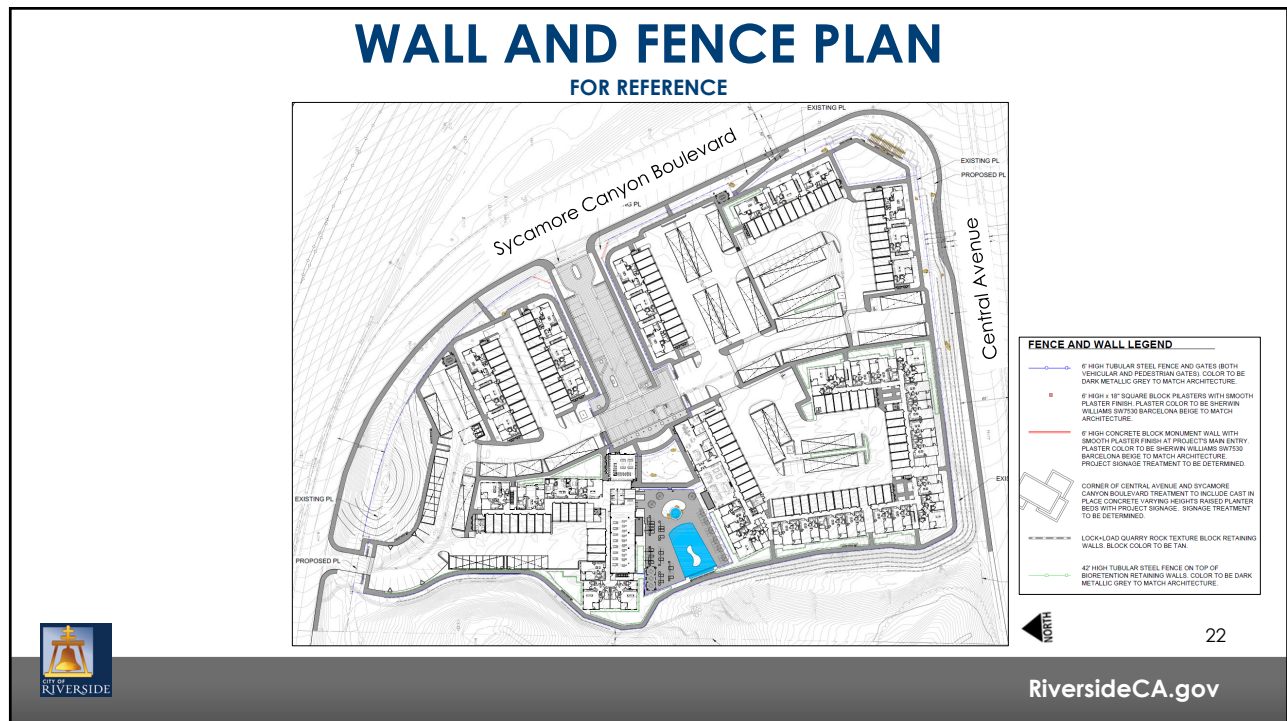 WALL AND FENCE PLAN
FOR REFERENCE
EXISTING PL
Sycamore Canyon Boulevard
EXISTING PL
PROPOSED PL
Central Avenue
EXISTING PL
PROPOSED PL
FENCE AND WALL LEGEND
6' HIGH TUBULAR STEEL FENCE AND GATES (BOTH
VEHICULAR AND PEDESTRIAN GATES). COLOR TO BE
DARK METALLIC GREY TO MATCH ARCHITECTURE.
6' HIGH x 18" SQUARE BLOCK PILASTERS WITH SMOOTH
PLASTER FINISH. PLASTER COLOR TO BE SHERWIN
WILLIAMS SW7530 BARCELONA BEIGE TO MATCH
ARCHITECTURE.
6' HIGH CONCRETE BLOCK MONUMENT WALL WITH
SMOOTH PLASTER FINISH AT PROJECT'S MAIN ENTRY.
PLASTER COLOR TO BE SHERWIN WILLIAMS SW7530
BARCELONA BEIGE TO MATCH ARCHITECTURE.
PROJECT SIGNAGE TREATMENT TO BE DETERMINED.
CORNER OF CENTRAL AVENUE AND SYCAMORE
CANYON BOULEVARD TREATMENT TO INCLUDE CAST IN
PLACE CONCRETE VARYING HEIGHTS RAISED PLANTER
BEDS WITH PROJECT SIGNAGE. SIGNAGE TREATMENT
TO BE DETERMINED.
LOCK+LOAD QUARRY ROCK TEXTURE BLOCK RETAINING
WALLS. BLOCK COLOR TO BE TAN.
42' HIGH TUBULAR STEEL FENCE ON TOP OF
BIORETENTION RETAINING WALLS. COLOR TO BE DARK
METALLIC GREY TO MATCH ARCHITECTURE.
NORTH
22
CITY OF
RIVERSIDE
RiversideCA.gov